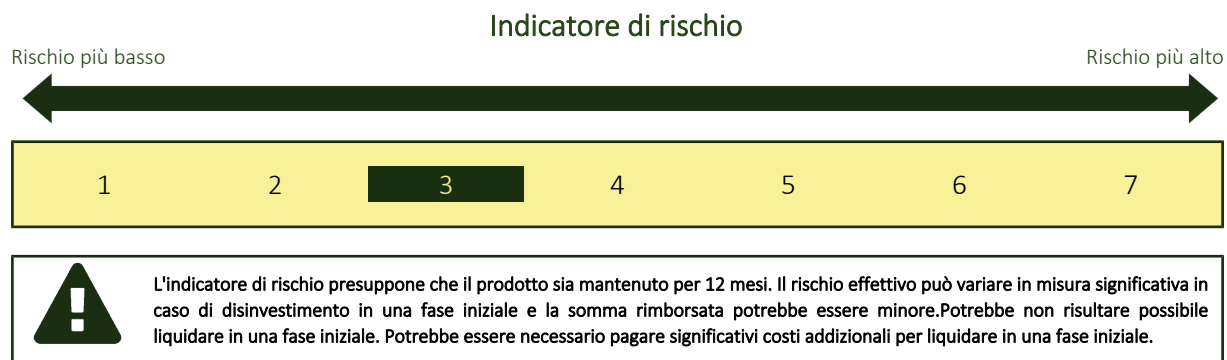 Indicatore di rischio
Rischio più basso
Rischio più alto
1 2 3 4 5 6 7
L'indicatore di rischio presuppone che il prodotto sia mantenuto per 12 mesi. Il rischio effettivo può variare in misura significativa in
caso di disinvestimento in una fase iniziale e la somma rimborsata potrebbe essere minore.Potrebbe non risultare possibile
liquidare in una fase iniziale. Potrebbe essere necessario pagare significativi costi addizionali per liquidare in una fase iniziale.